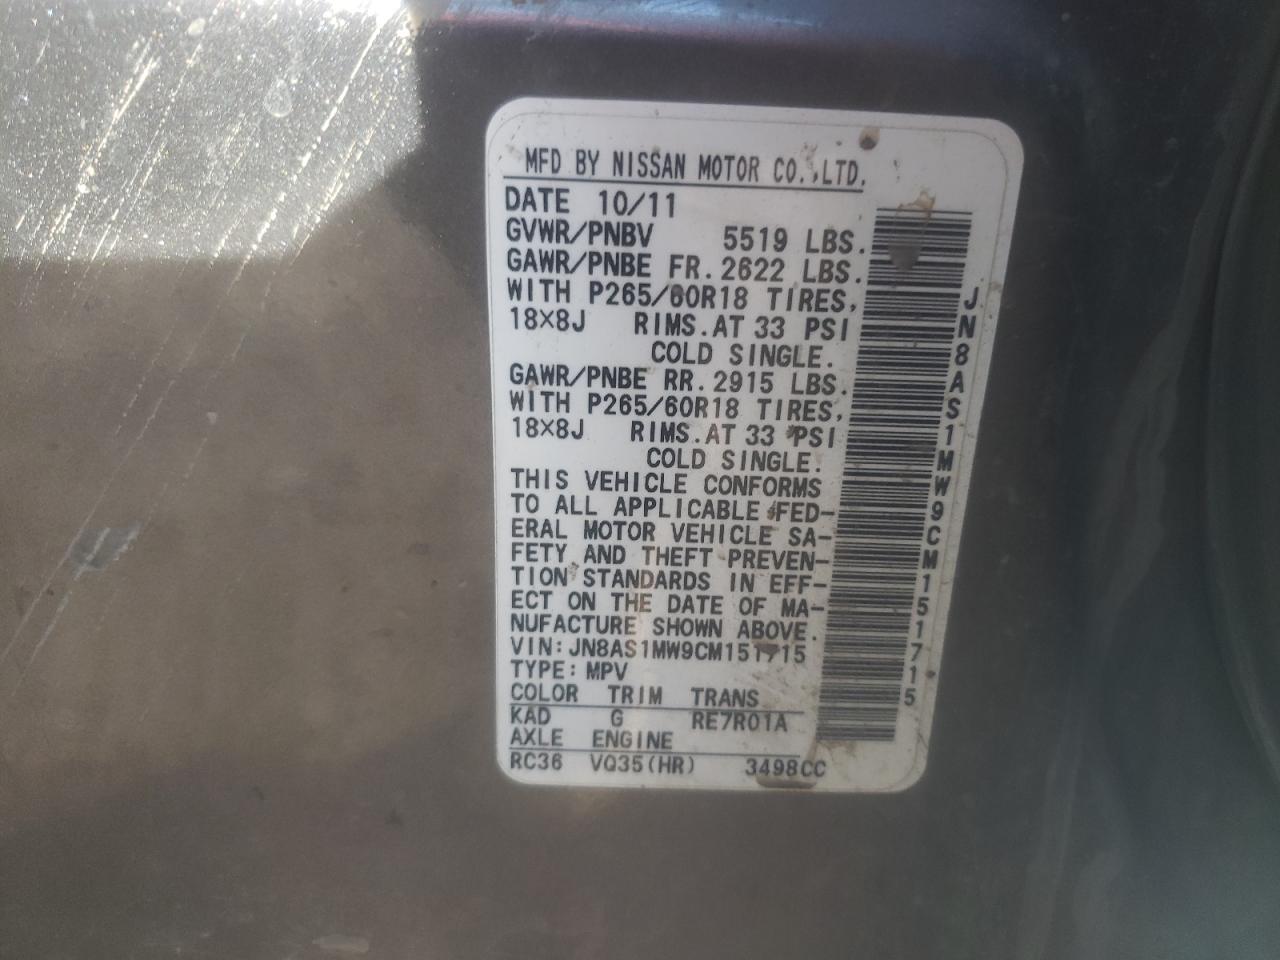 MFD BY NISSAN MOTOR CO.,LTD.
DATE 10/11
GVWR/PNBV 5519 LBS.
GAWR/PNBE FR. 2622 LBS.
WITH P265/60R18 TIRES,
18X8J RIMS. AT 33 PSI
COLD SINGLE.
GAWR/PNBE RR. 2915 LBS.
WITH P265/60R18 TIRES,
18X8J RIMS. AT 33 PSI
COLD SINGLE.
THIS VEHICLE CONFORMS
TO ALL APPLICABLE FED-
ERAL MOTOR VEHICLE SA-
FETY AND THEFT PREVEN-
TION STANDARDS IN EFF-
ECT ON THE DATE OF MA-
NUFACTURE SHOWN ABOVE.
VIN: JN8AS1MW9CM151715
TYPE: MPV
COLOR TRIM TRANS
KAD G RE7R01A
AXLE ENGINE
RC36 VQ35(HR) 3498CC
JN8AS1MW9CM151715